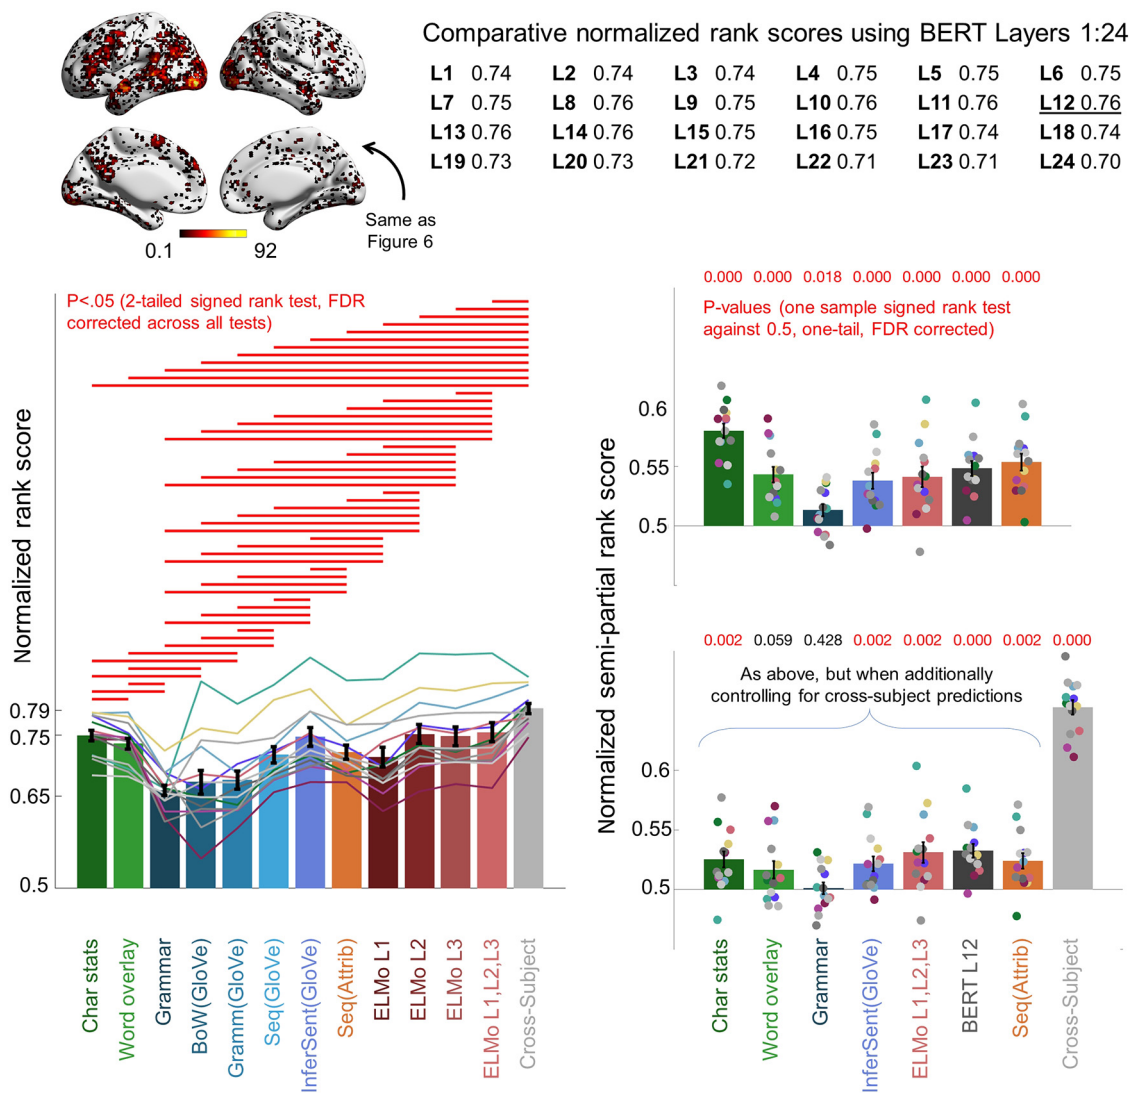 Comparative normalized rank scores using BERT Layers 1:24
L1 0.74 L2 0.74 L3 0.74 L4 0.75 L5 0.75 L6 0.75
L7 0.75 L8 0.76 L9 0.75 L10 0.76 L11 0.76 L12 0.76
L13 0.76 L14 0.76 L15 0.75 L16 0.75 L17 0.74 L18 0.74
L19 0.73 L20 0.73 L21 0.72 L22 0.71 L23 0.71 L24 0.70
Same as
Figure 6
0.1 92
P<.05 (2-tailed signed rank test, FDR
corrected across all tests)
Normalized rank score
0.79
0.75
0.65
0.5
Char stats
Word overlay
Grammar
BoW(GloVe)
Gramm(GloVe)
Seq(GloVe)
InferSent(GloVe)
Seq(Attrib)
ELMo L1
ELMo L2
ELMo L3
ELMo L1,L2,L3
Cross-Subject
0.000 0.000 0.018 0.000 0.000 0.000 0.000
P-values (one sample signed rank test
against 0.5, one-tail, FDR corrected)
Normalized semi-partial rank score
0.6
0.55
0.5
0.002 0.059 0.428 0.002 0.002 0.000 0.002 0.000
As above, but when additionally
controlling for cross-subject predictions
0.6
0.55
0.5
Char stats
Word overlay
Grammar
InferSent(GloVe)
ELMo L1,L2,L3
BERT L12
Seq(Attrib)
Cross-Subject